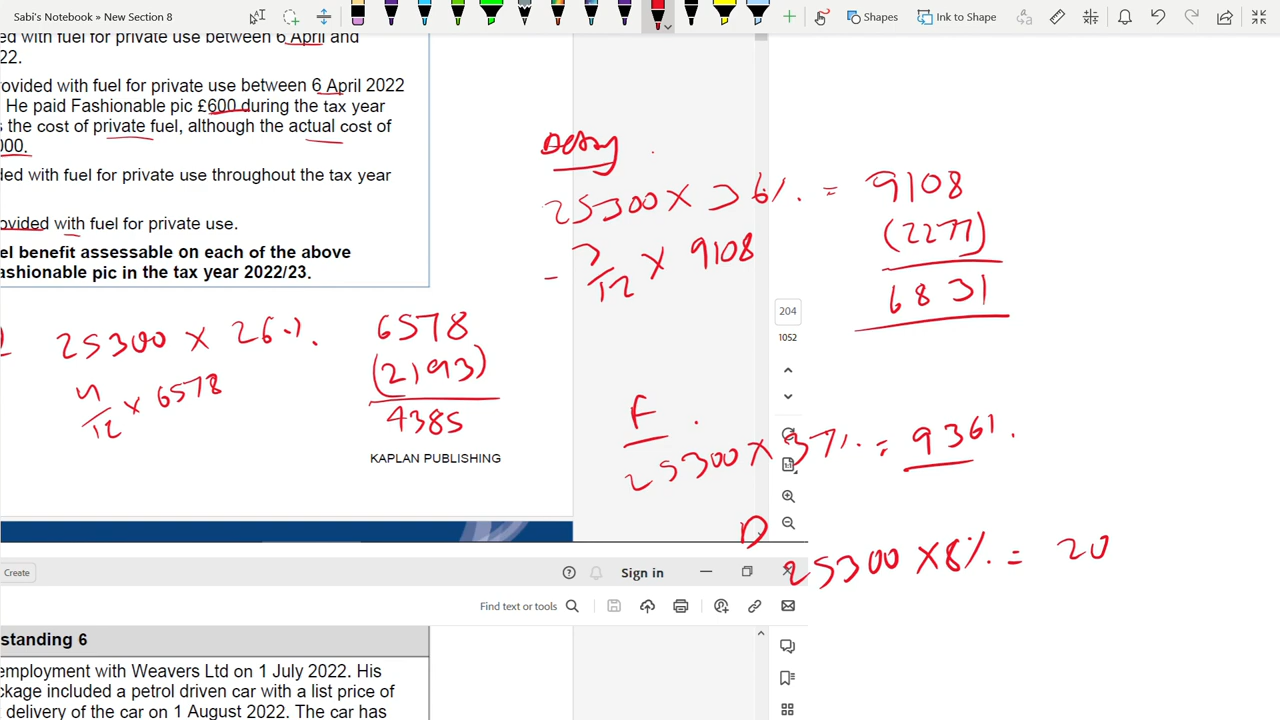 Sabi's Notebook » New Section 8
Shapes
Ink to Shape
ed with fuel for private use between 6 April and
22.
rovided with fuel for private use between 6 April 2022
He paid Fashionable pic £600 during the tax year
s the cost of private fuel, although the actual cost of
000.
ded with fuel for private use throughout the tax year
ovided with fuel for private use.
el benefit assessable on each of the above
ashionable pic in the tax year 2022/23.
25300 x 36% = 9108
- 3/12 x 9108 (2277)
6831
25300 x 26%. 6578
4/12 x 6578 (2193)
4385
F
25300 x 37% = 9361.
D
25300 x 8% = 20
KAPLAN PUBLISHING
204
1052
Create
Sign in
Find text or tools
standing 6
employment with Weavers Ltd on 1 July 2022. His
ckage included a petrol driven car with a list price of
delivery of the car on 1 August 2022. The car has